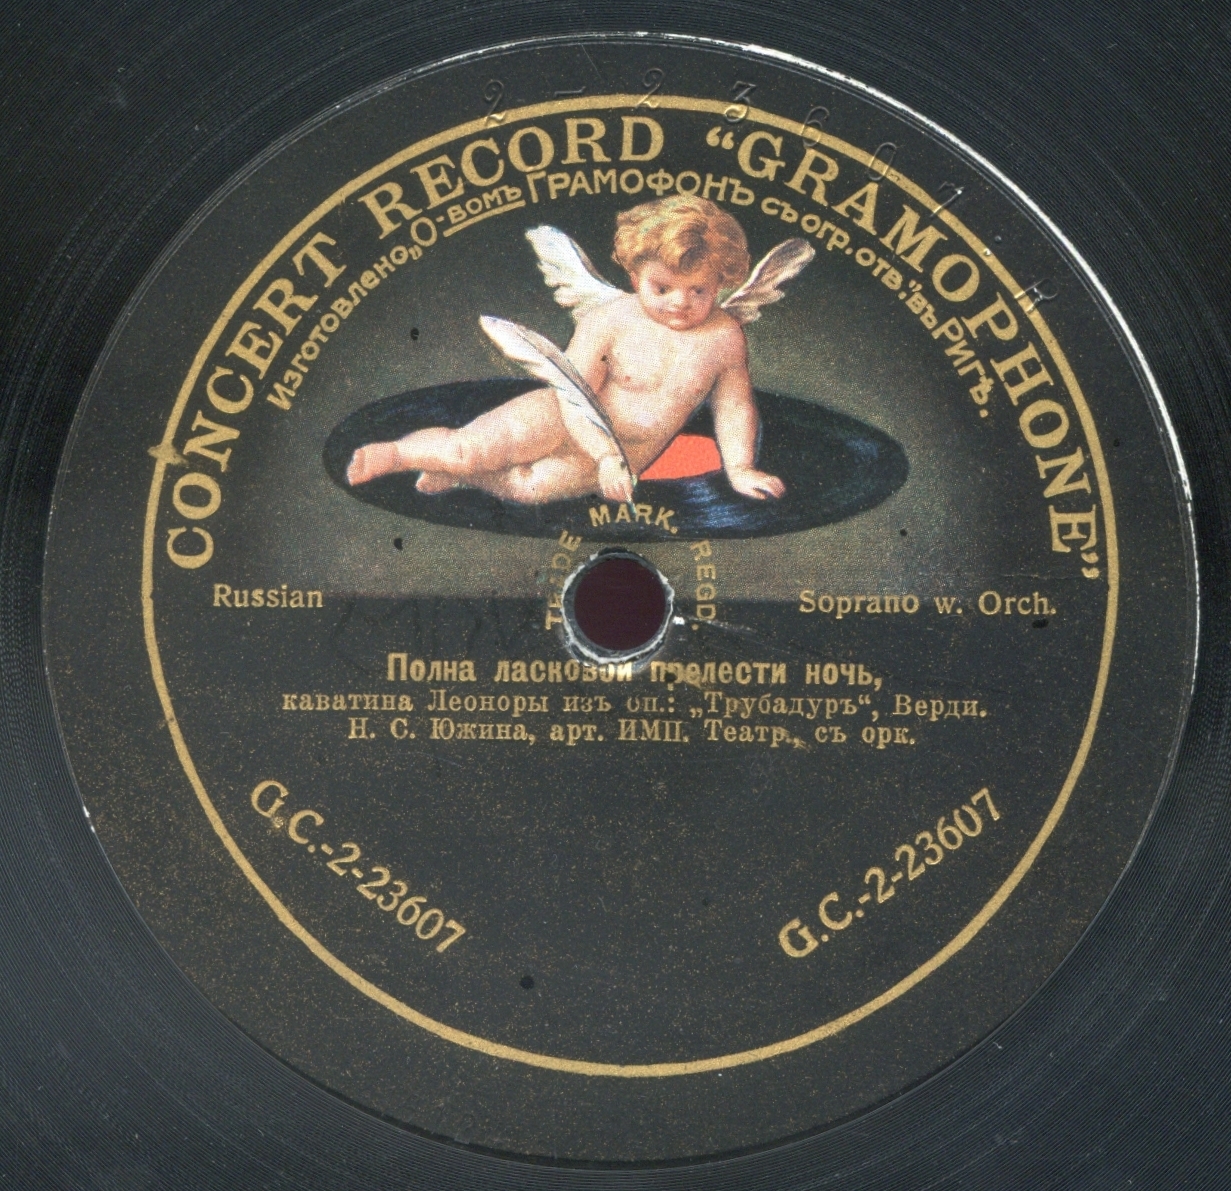 2-23607.R
CONCERT RECORD “GRAMOPHONE”
Изготовлено „О-вомъ Грамофонъ съ огр. отв.“ въ Ригѣ.
TRADE MARK. REGD.
Russian
Soprano w. Orch.
Полна ласковой прелести ночь,
каватина Леоноры изъ оп.: „Трубадуръ“, Верди.
Н. С. Южина, арт. ИМП. Театр., съ орк.
G.C.-2-23607
G.C.-2-23607